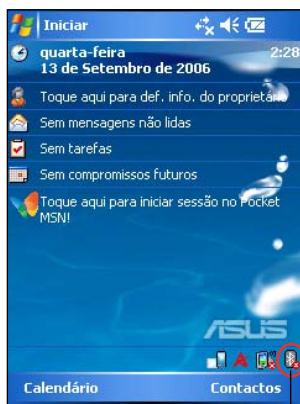 Iniciar
quarta-feira
2:28
13 de Setembro de 2006
Toque aqui para def. info. do proprietário
Sem mensagens não lidas
Sem tarefas
Sem compromissos futuros
Toque aqui para iniciar sessão no Pocket
MSN!
ASUS
A
Calendário
Contactos